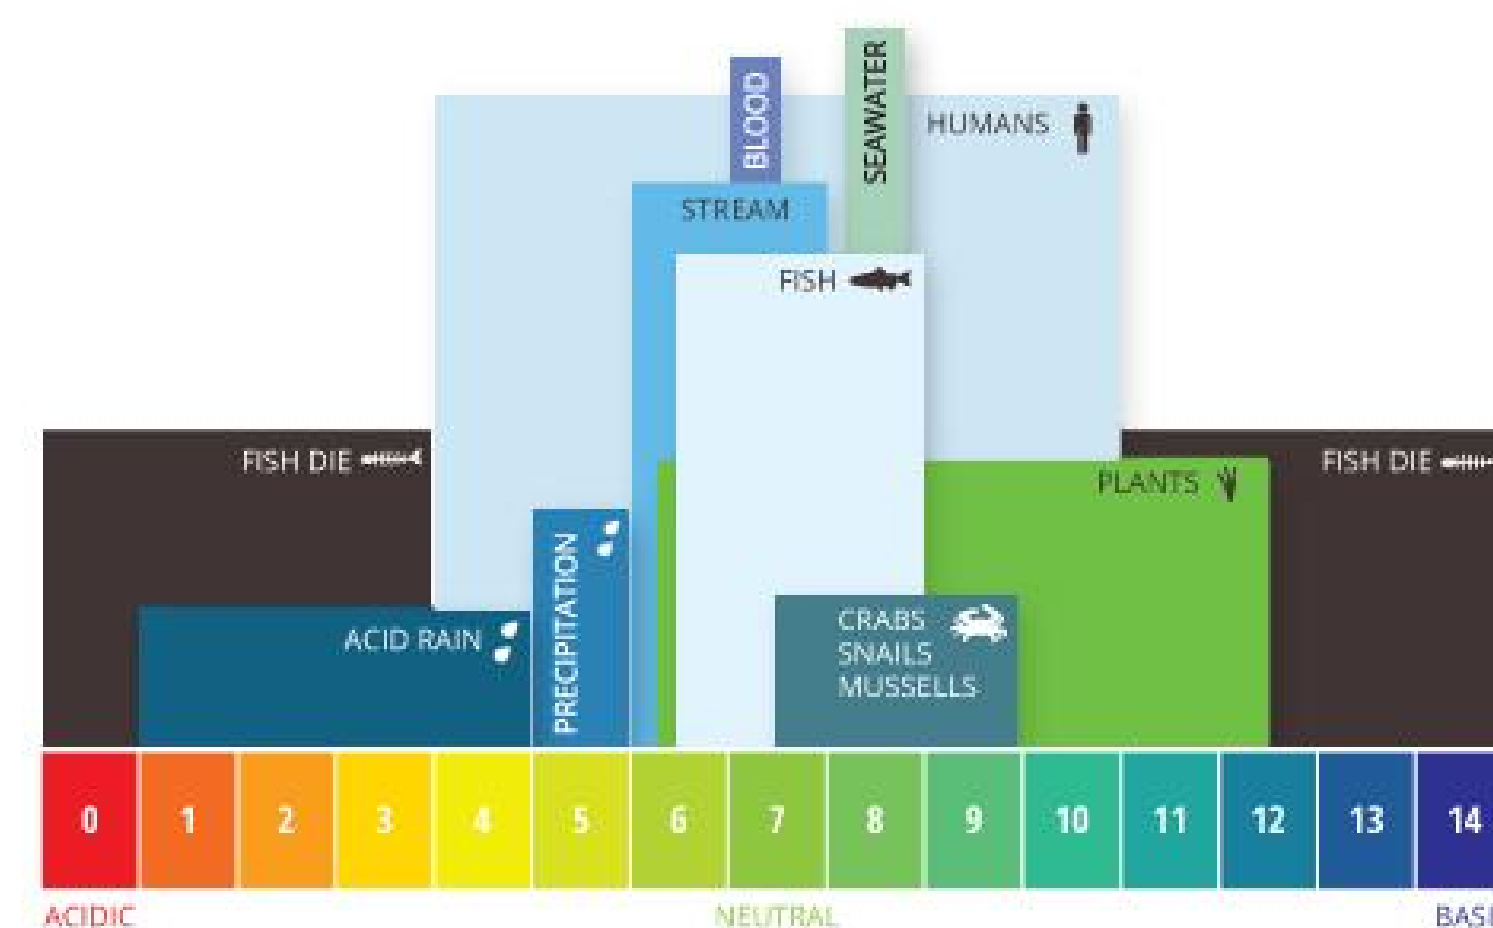 BLOOD
SEAWATER
HUMANS
STREAM
FISH
FISH DIE
FISH DIE
PLANTS
PRECIPITATION
ACID RAIN
CRABS
SNAILS
MUSSELLS
0 1 2 3 4 5 6 7 8 9 10 11 12 13 14
ACIDIC NEUTRAL BASI